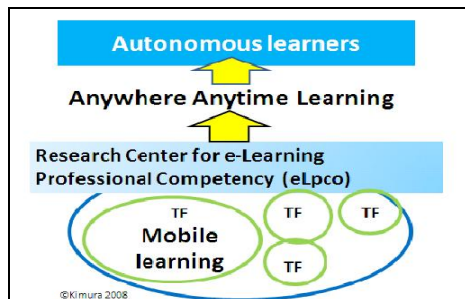 Autonomous learners
Anywhere Anytime Learning
Research Center for e-Learning
Professional Competency (eLpco)
TF
Mobile
learning
TF
TF
TF
©Kimura 2008